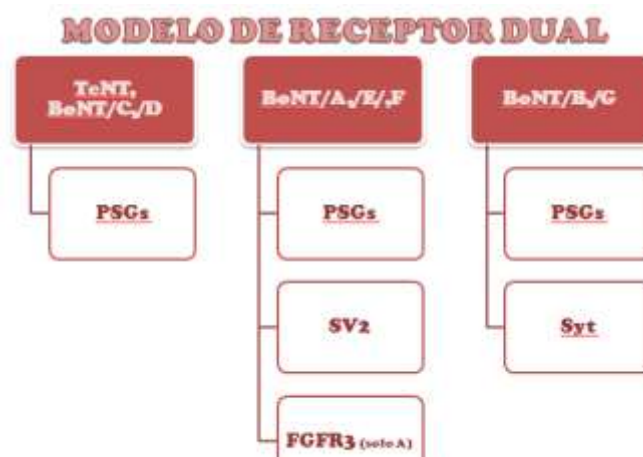 MODELO DE RECEPTOR DUAL
TeNT,
BoNT/C,/D
PSGs
BoNT/A,/E/,F
PSGs
SV2
FGFR3 (solo A)
BoNT/B,/G
PSGs
Syt